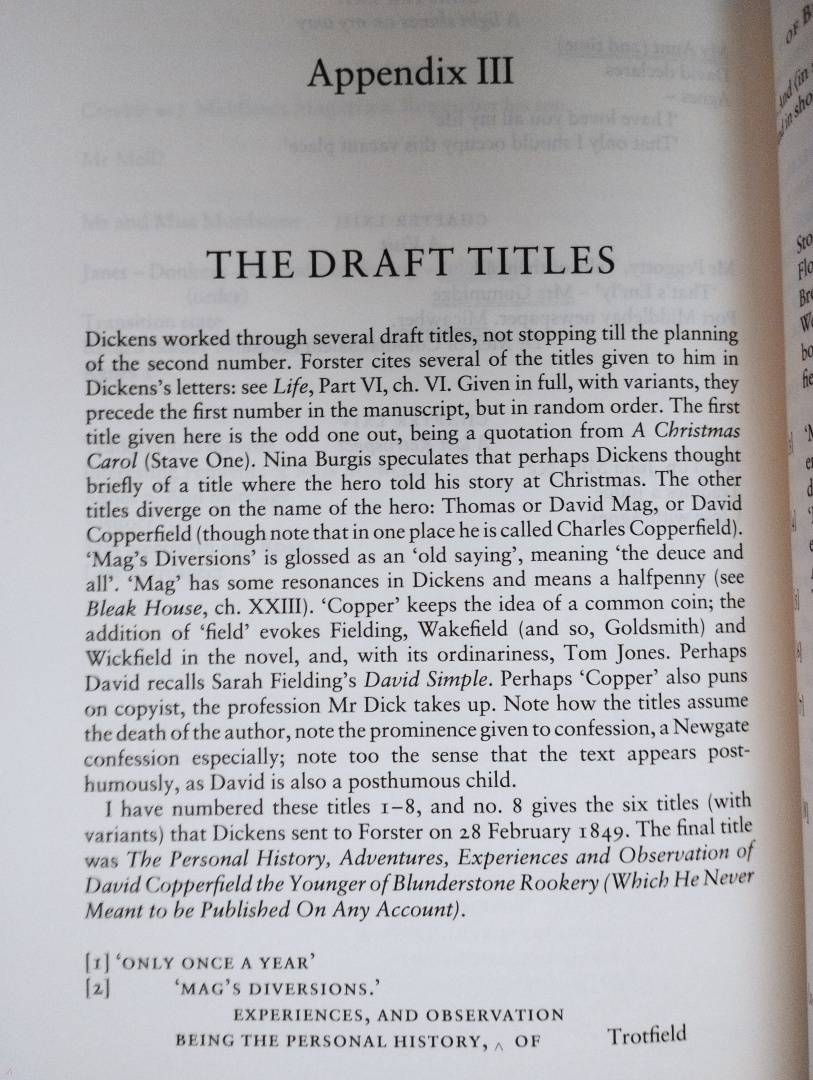 Appendix III
THE DRAFT TITLES
Dickens worked through several draft titles, not stopping till the planning
of the second number. Forster cites several of the titles given to him in
Dickens's letters: see Life, Part VI, ch. VI. Given in full, with variants, they
precede the first number in the manuscript, but in random order. The first
title given here is the odd one out, being a quotation from A Christmas
Carol (Stave One). Nina Burgis speculates that perhaps Dickens thought
briefly of a title where the hero told his story at Christmas. The other
titles diverge on the name of the hero: Thomas or David Mag, or David
Copperfield (though note that in one place he is called Charles Copperfield).
‘Mag's Diversions’ is glossed as an ‘old saying’, meaning ‘the deuce and
all’. ‘Mag’ has some resonances in Dickens and means a halfpenny (see
Bleak House, ch. XXIII). ‘Copper’ keeps the idea of a common coin; the
addition of ‘field’ evokes Fielding, Wakefield (and so, Goldsmith) and
Wickfield in the novel, and, with its ordinariness, Tom Jones. Perhaps
David recalls Sarah Fielding's David Simple. Perhaps ‘Copper’ also puns
on copyist, the profession Mr Dick takes up. Note how the titles assume
the death of the author, note the prominence given to confession, a Newgate
confession especially; note too the sense that the text appears post-
humously, as David is also a posthumous child.
I have numbered these titles 1–8, and no. 8 gives the six titles (with
variants) that Dickens sent to Forster on 28 February 1849. The final title
was The Personal History, Adventures, Experiences and Observation of
David Copperfield the Younger of Blunderstone Rookery (Which He Never
Meant to be Published On Any Account).
[1] ‘ONLY ONCE A YEAR’
[2] ‘MAG'S DIVERSIONS.’
EXPERIENCES, AND OBSERVATION
BEING THE PERSONAL HISTORY, ^ OF Trotfield